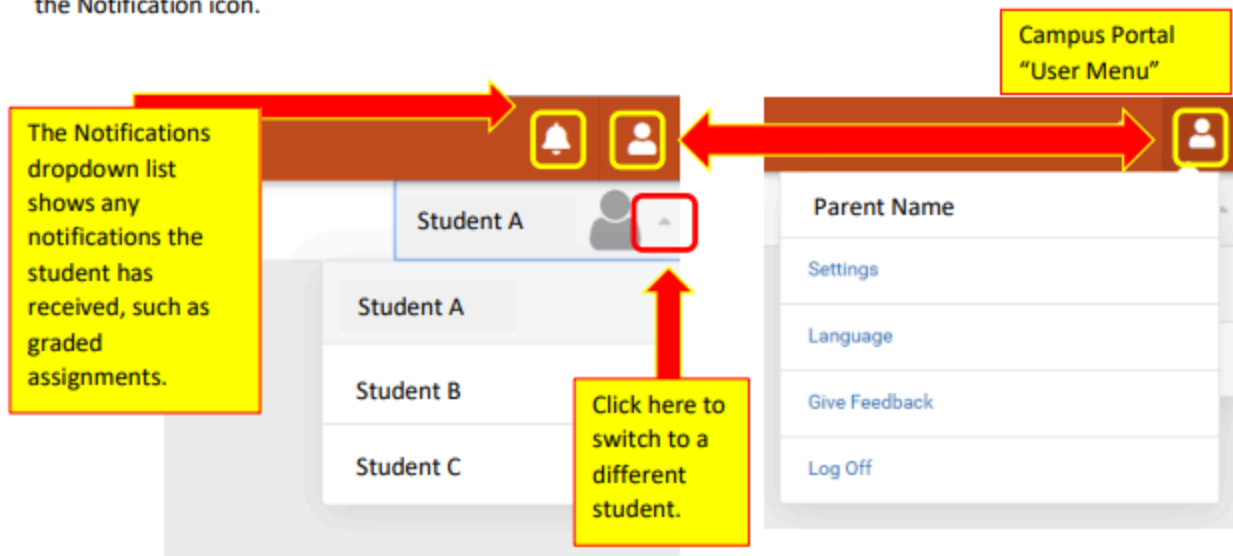 the Notification icon.
Campus Portal
“User Menu”
The Notifications
dropdown list
shows any
notifications the
student has
received, such as
graded
assignments.
Student A
Student A
Student B
Student C
Click here to
switch to a
different
student.
Parent Name
Settings
Language
Give Feedback
Log Off